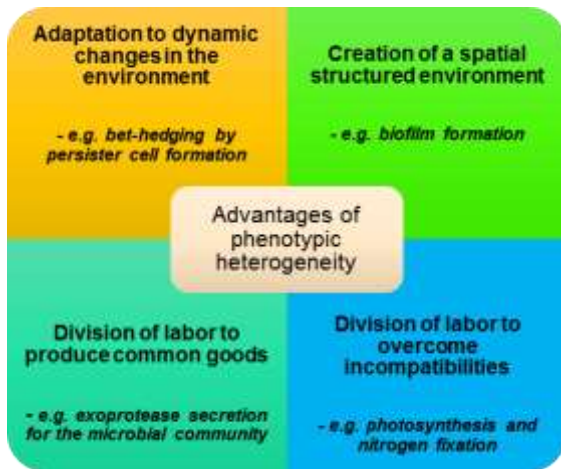 Adaptation to dynamic
changes in the
environment
- e.g. bet-hedging by
persister cell formation
Creation of a spatial
structured environment
- e.g. biofilm formation
Advantages of
phenotypic
heterogeneity
Division of labor to
produce common goods
- e.g. exoprotease secretion
for the microbial community
Division of labor to
overcome
incompatibilities
- e.g. photosynthesis and
nitrogen fixation